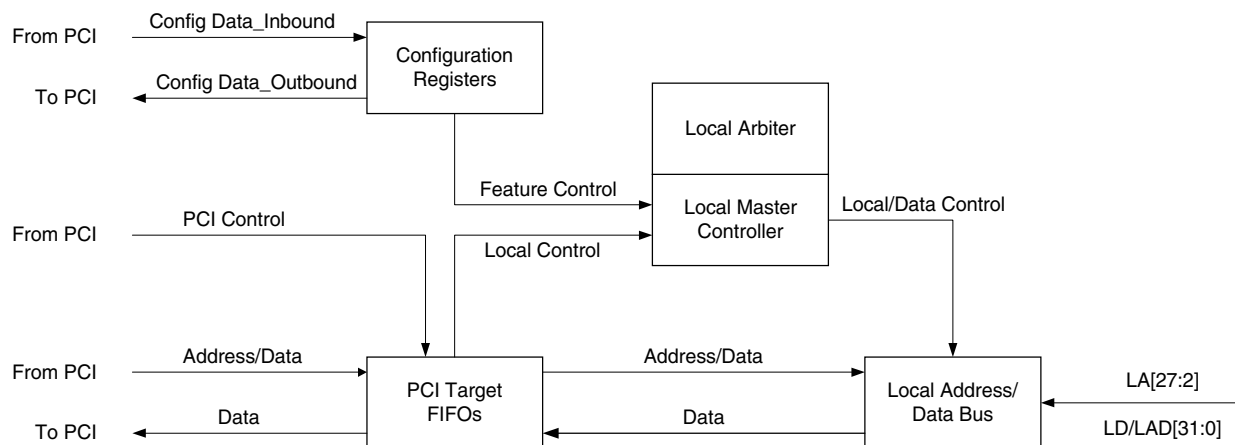 From PCI
Config Data_Inbound
Configuration
Registers
To PCI
Config Data_Outbound
Local Arbiter
Feature Control
Local Master
Controller
Local/Data Control
From PCI
PCI Control
Local Control
From PCI
Address/Data
PCI Target
FIFOs
Address/Data
Local Address/
Data Bus
LA[27:2]
To PCI
Data
Data
LD/LAD[31:0]